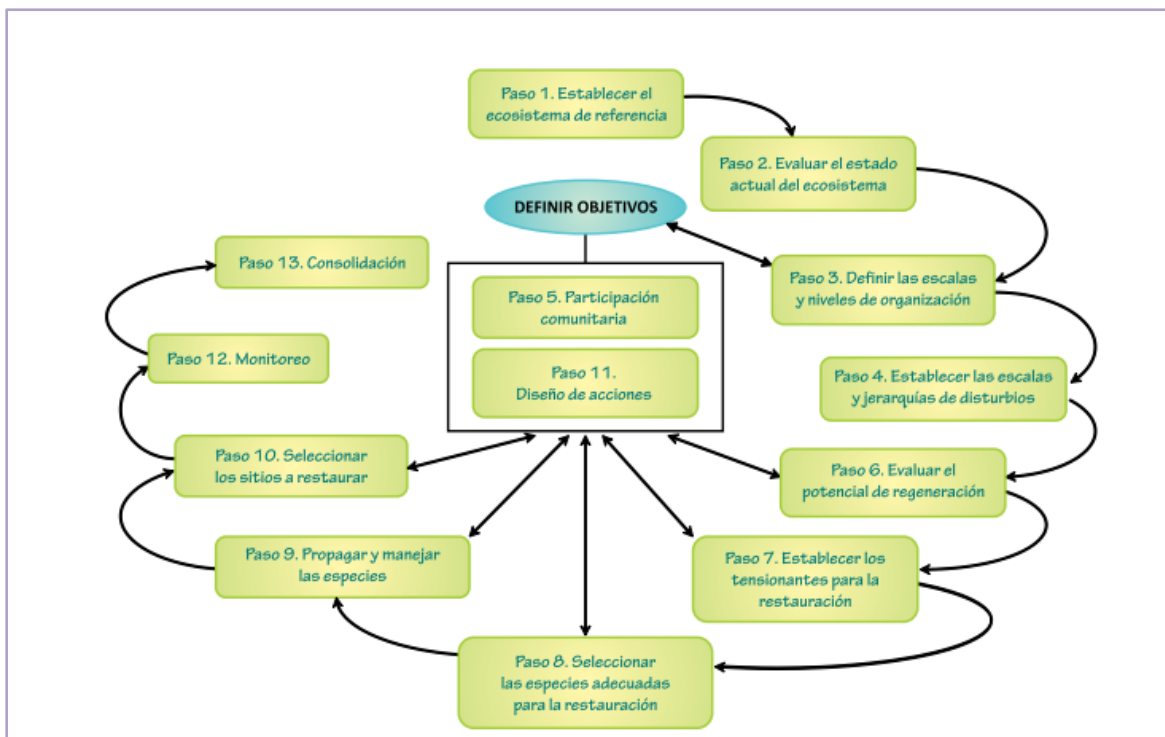 Paso 1. Establecer el
ecosistema de referencia
Paso 2. Evaluar el estado
actual del ecosistema
DEFINIR OBJETIVOS
Paso 3. Definir las escalas
y niveles de organización
Paso 4. Establecer las escalas
y jerarquías de disturbios
Paso 5. Participación
comunitaria
Paso 11.
Diseño de acciones
Paso 6. Evaluar el
potencial de regeneración
Paso 7. Establecer los
tensionantes para la
restauración
Paso 8. Seleccionar
las especies adecuadas
para la restauración
Paso 9. Propagar y manejar
las especies
Paso 10. Seleccionar
los sitios a restaurar
Paso 12. Monitoreo
Paso 13. Consolidación